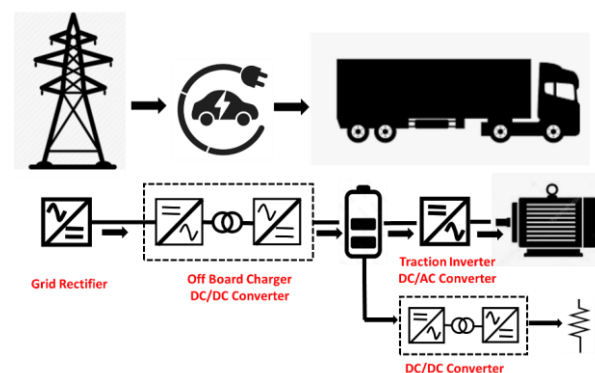 Grid Rectifier
Off Board Charger
DC/DC Converter
Traction Inverter
DC/AC Converter
DC/DC Converter